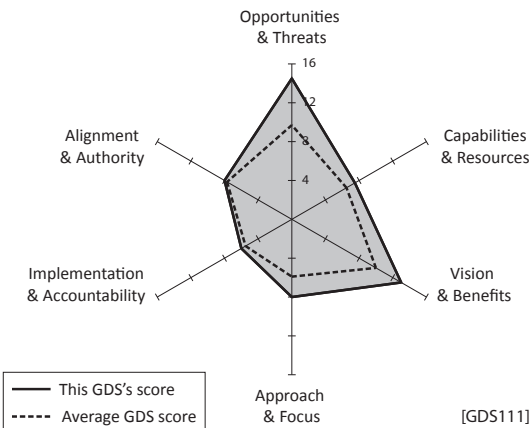 Opportunities
& Threats
16
12
8
4
Alignment
& Authority
Capabilities
& Resources
Implementation
& Accountability
Vision
& Benefits
Approach
& Focus
This GDS's score
Average GDS score
[GDS111]